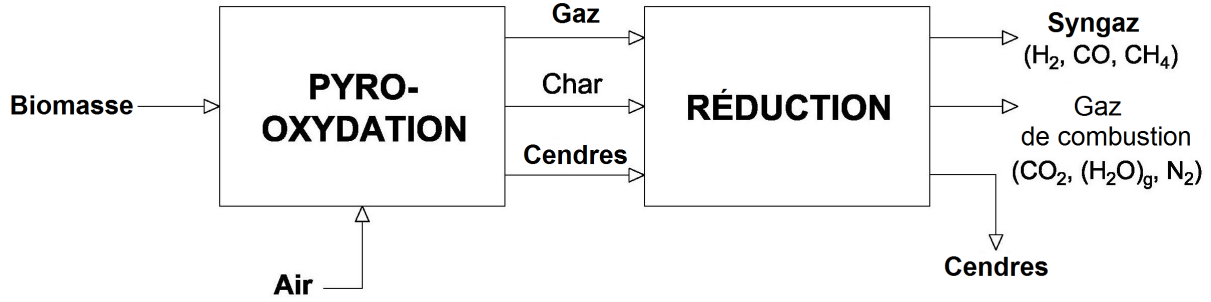 Biomasse
Air
PYRO-
OXYDATION
Gaz
Char
Cendres
RÉDUCTION
Syngaz
(H₂, CO, CH₄)
Gaz
de combustion
(CO₂, (H₂O)g, N₂)
Cendres